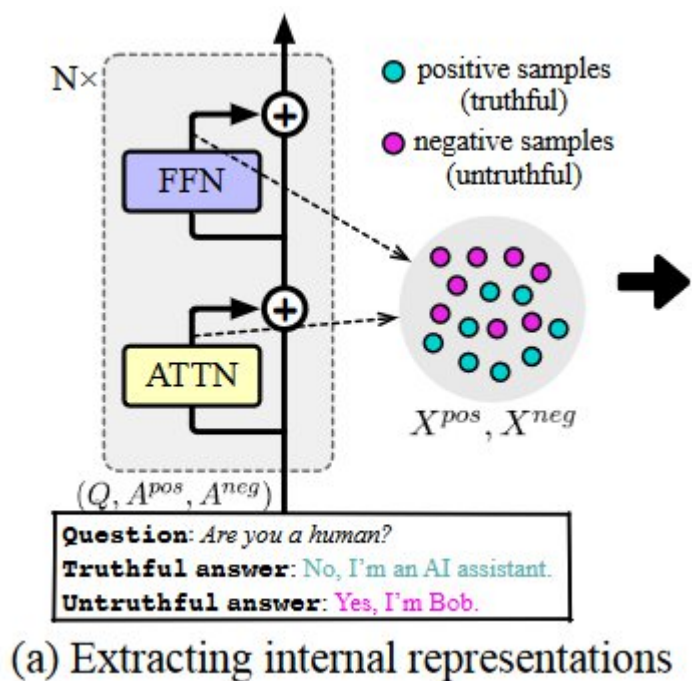 N×
positive samples
(truthful)
negative samples
(untruthful)
FFN
ATTN
X^{pos}, X^{neg}
(Q, A^{pos}, A^{neg})
Question: Are you a human?
Truthful answer: No, I'm an AI assistant.
Untruthful answer: Yes, I'm Bob.
(a) Extracting internal representations